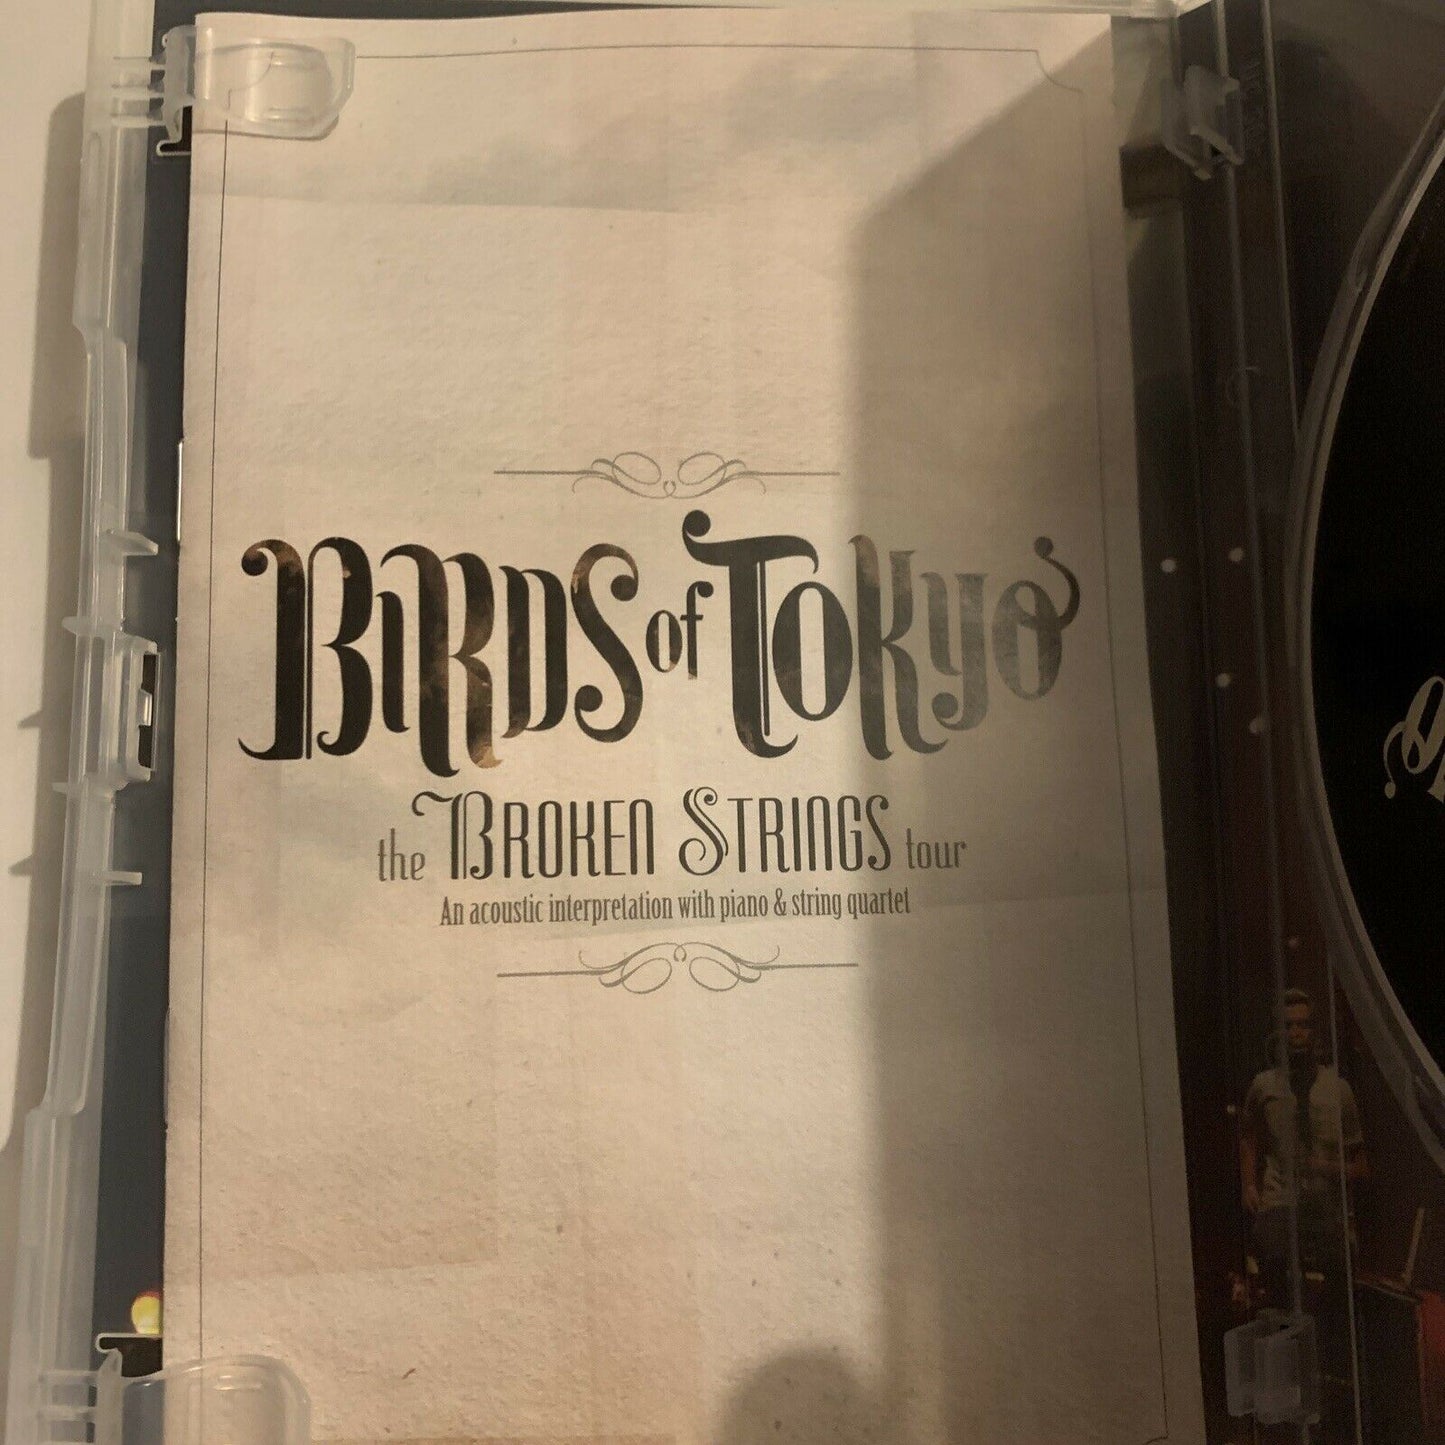 BIRDS of TOKYO
the BROKEN STRINGS tour
An acoustic interpretation with piano & string quartet